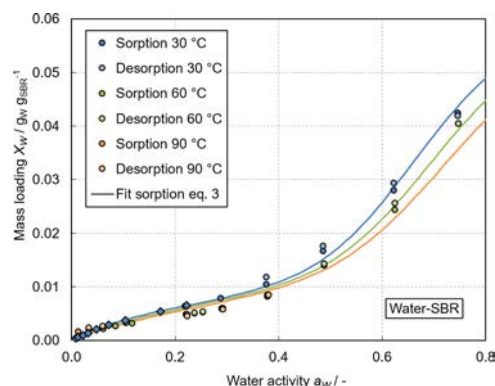 0.06
0.05
0.04
0.03
0.02
0.01
0.00
Mass loading X_W / g_W g_SBR^-1
Sorption 30 °C
Desorption 30 °C
Sorption 60 °C
Desorption 60 °C
Sorption 90 °C
Desorption 90 °C
Fit sorption eq. 3
Water-SBR
0.0 0.2 0.4 0.6 0.8
Water activity a_W / -